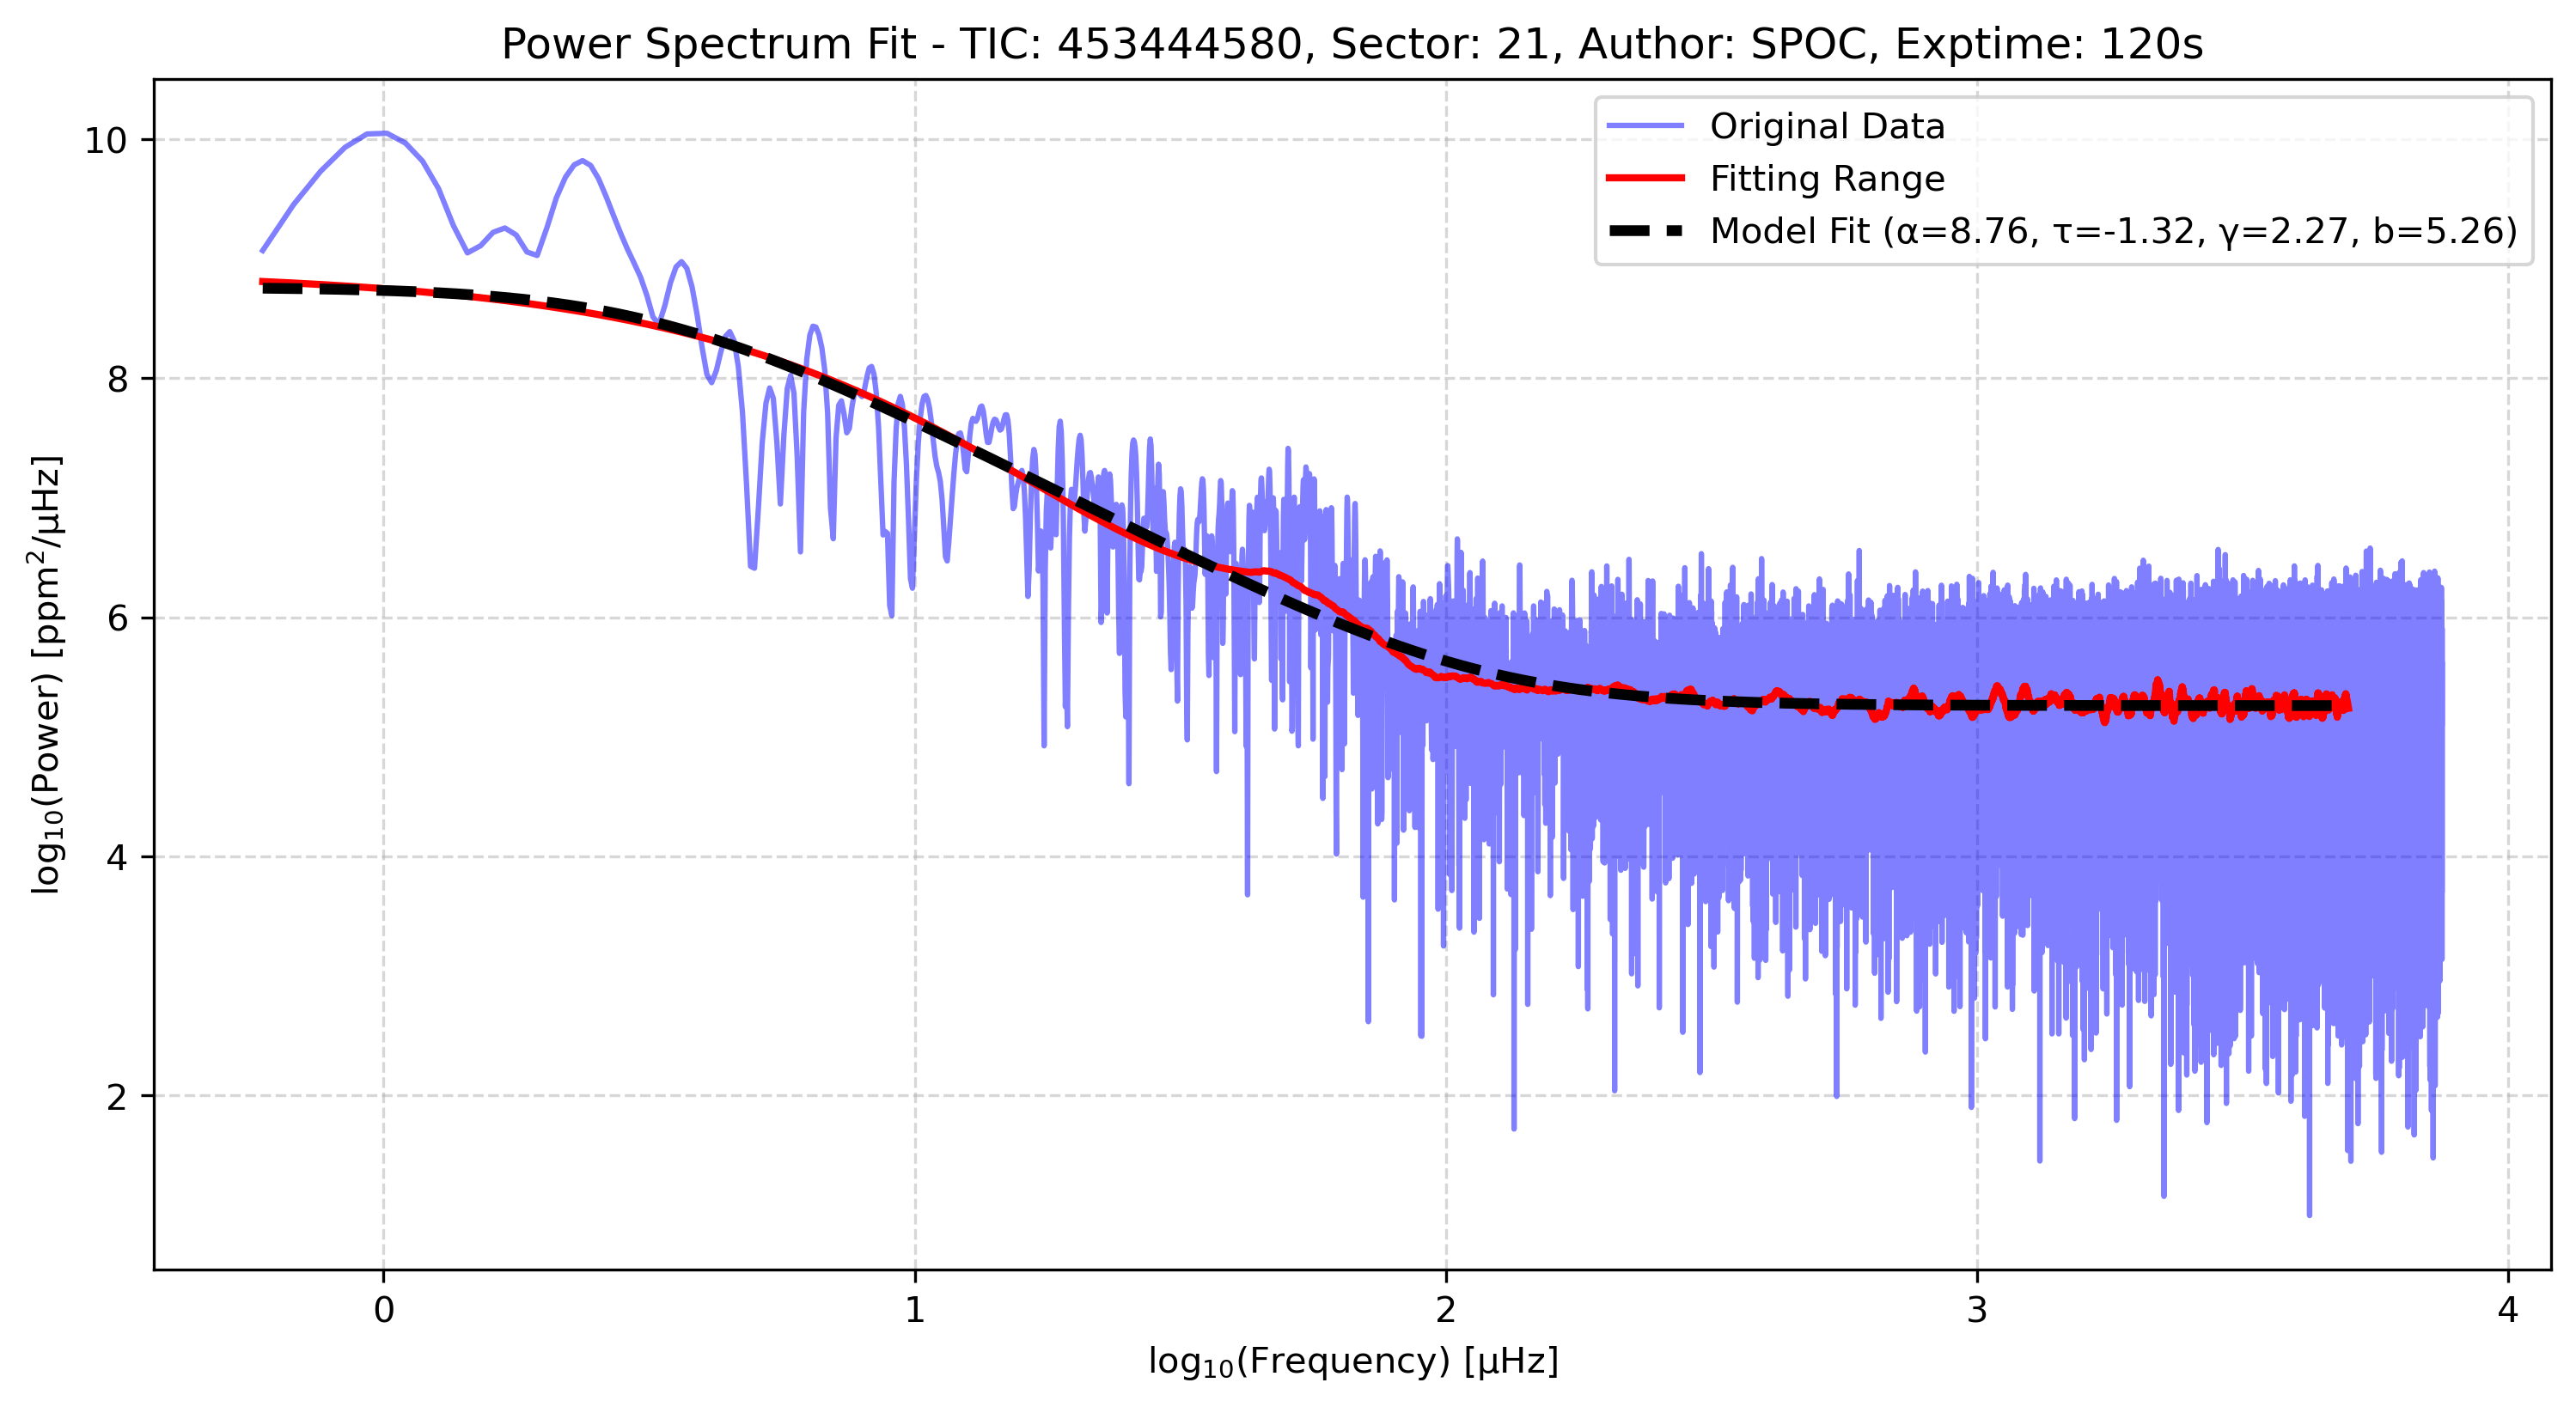 Power Spectrum Fit - TIC: 453444580, Sector: 21, Author: SPOC, Exptime: 120s
Original Data
Fitting Range
Model Fit (α=8.76, τ=-1.32, γ=2.27, b=5.26)
log₁₀(Power) [ppm²/μHz]
10
8
6
4
2
0 1 2 3 4
log₁₀(Frequency) [μHz]